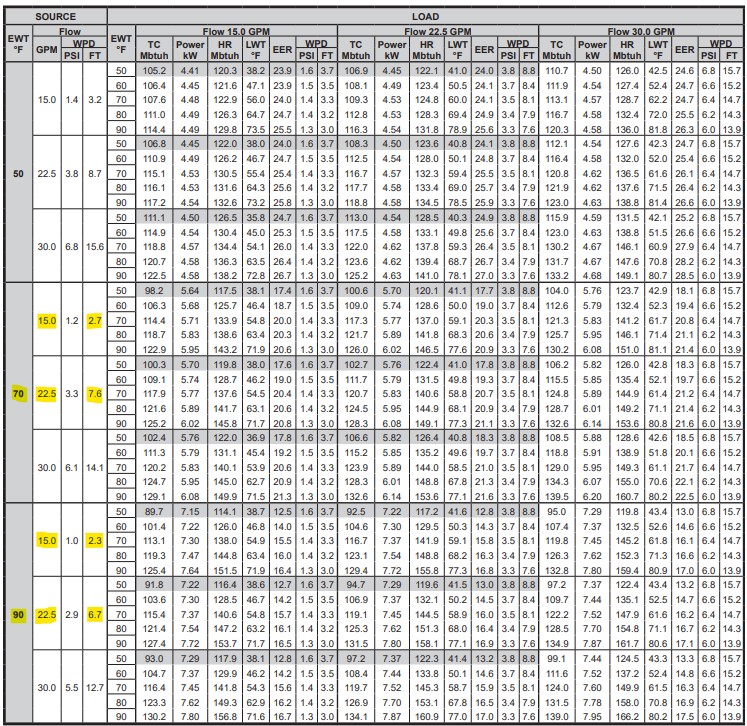 SOURCE LOAD
EWT °F Flow EWT °F Flow 15.0 GPM Flow 22.5 GPM Flow 30.0 GPM
GPM WPD TC Power HR LWT EER WPD TC Power HR LWT EER WPD TC Power HR LWT EER WPD
PSI FT Mbtuh kW Mbtuh °F PSI FT Mbtuh kW Mbtuh °F PSI FT Mbtuh kW Mbtuh °F PSI FT
50 105.2 4.41 120.3 38.2 23.9 1.6 3.7 106.9 4.45 122.1 41.0 24.0 3.8 8.8 110.7 4.50 126.0 42.5 24.6 6.8 15.7
60 106.4 4.45 121.6 47.1 23.9 1.5 3.5 108.1 4.49 123.4 50.5 24.1 3.7 8.4 111.9 4.54 127.4 52.4 24.7 6.6 15.2
15.0 1.4 3.2 70 107.6 4.48 122.9 56.0 24.0 1.4 3.3 109.3 4.53 124.8 60.0 24.1 3.5 8.1 113.1 4.57 128.7 62.2 24.7 6.4 14.7
80 111.0 4.49 126.3 64.7 24.7 1.4 3.2 112.8 4.53 128.3 69.4 24.9 3.4 7.9 116.7 4.58 132.4 72.0 25.5 6.2 14.3
90 114.4 4.49 129.8 73.5 25.5 1.3 3.0 116.3 4.54 131.8 78.9 25.6 3.3 7.6 120.3 4.58 136.0 81.8 26.3 6.0 13.9
50 106.8 4.45 122.0 38.0 24.0 1.6 3.7 108.3 4.50 123.6 40.8 24.1 3.8 8.8 112.1 4.54 127.6 42.3 24.7 6.8 15.7
60 110.9 4.49 126.2 46.7 24.7 1.5 3.5 112.5 4.54 128.0 50.1 24.8 3.7 8.4 116.4 4.58 132.0 52.0 25.4 6.6 15.2
50 22.5 3.8 8.7 70 115.1 4.53 130.5 55.4 25.4 1.4 3.3 116.7 4.57 132.3 59.4 25.5 3.5 8.1 120.8 4.62 136.5 61.6 26.1 6.4 14.7
80 116.1 4.53 131.6 64.3 25.6 1.4 3.2 117.7 4.58 133.4 69.0 25.7 3.4 7.9 121.9 4.62 137.6 71.5 26.4 6.2 14.3
90 117.2 4.54 132.6 73.2 25.8 1.3 3.0 118.8 4.58 134.5 78.5 25.9 3.3 7.6 123.0 4.63 138.8 81.4 26.6 6.0 13.9
50 111.1 4.50 126.5 35.8 24.7 1.6 3.7 113.0 4.54 128.5 40.3 24.9 3.8 8.8 115.9 4.59 131.5 42.1 25.2 6.8 15.7
60 114.9 4.54 130.4 45.0 25.3 1.5 3.5 117.5 4.58 133.1 49.8 25.6 3.7 8.4 123.0 4.63 138.8 51.5 26.6 6.6 15.2
30.0 6.8 15.6 70 118.8 4.57 134.4 54.1 26.0 1.4 3.3 122.0 4.62 137.8 59.3 26.4 3.5 8.1 130.2 4.67 146.1 60.9 27.9 6.4 14.7
80 120.7 4.58 136.3 63.5 26.4 1.4 3.2 123.6 4.62 139.4 68.7 26.7 3.4 7.9 131.7 4.67 147.6 70.8 28.2 6.2 14.3
90 122.5 4.58 138.2 72.8 26.7 1.3 3.0 125.2 4.63 141.0 78.1 27.0 3.3 7.6 133.2 4.68 149.1 80.7 28.5 6.0 13.9
50 98.2 5.64 117.5 38.1 17.4 1.6 3.7 100.6 5.70 120.1 41.1 17.7 3.8 8.8 104.0 5.76 123.7 42.9 18.1 6.8 15.7
60 106.3 5.68 125.7 46.4 18.7 1.5 3.5 109.0 5.74 128.6 50.0 19.0 3.7 8.4 112.6 5.79 132.4 52.3 19.4 6.6 15.2
15.0 1.2 2.7 70 114.4 5.71 133.9 54.8 20.0 1.4 3.3 117.3 5.77 137.0 59.1 20.3 3.5 8.1 121.3 5.83 141.2 61.7 20.8 6.4 14.7
80 118.7 5.83 138.6 63.4 20.3 1.4 3.2 121.7 5.89 141.8 68.3 20.6 3.4 7.9 125.7 5.95 146.1 71.4 21.1 6.2 14.3
90 122.9 5.95 143.2 71.9 20.6 1.3 3.0 126.0 6.02 146.5 77.6 20.9 3.3 7.6 130.2 6.08 151.0 81.1 21.4 6.0 13.9
50 100.3 5.70 119.8 38.0 17.6 1.6 3.7 102.7 5.76 122.4 41.0 17.8 3.8 8.8 106.2 5.82 126.0 42.8 18.3 6.8 15.7
60 109.1 5.74 128.7 46.2 19.0 1.5 3.5 111.7 5.79 131.5 49.8 19.3 3.7 8.4 115.5 5.85 135.4 52.1 19.7 6.6 15.2
70 22.5 3.3 7.6 70 117.9 5.77 137.6 54.5 20.4 1.4 3.3 120.7 5.83 140.6 58.8 20.7 3.5 8.1 124.8 5.89 144.9 61.4 21.2 6.4 14.7
80 121.6 5.89 141.7 63.1 20.6 1.4 3.2 124.5 5.95 144.9 68.1 20.9 3.4 7.9 128.7 6.01 149.2 71.1 21.4 6.2 14.3
90 125.2 6.02 145.8 71.7 20.8 1.3 3.0 128.3 6.08 149.1 77.3 21.1 3.3 7.6 132.6 6.14 153.6 80.8 21.6 6.0 13.9
50 102.4 5.76 122.0 36.9 17.8 1.6 3.7 106.6 5.82 126.4 40.8 18.3 3.8 8.8 108.5 5.88 128.6 42.6 18.5 6.8 15.7
60 111.3 5.79 131.1 45.4 19.2 1.5 3.5 115.2 5.85 135.2 49.6 19.7 3.7 8.4 118.8 5.91 138.9 51.8 20.1 6.6 15.2
30.0 6.1 14.1 70 120.2 5.83 140.1 53.9 20.6 1.4 3.3 123.9 5.89 144.0 58.5 21.0 3.5 8.1 129.0 5.95 149.3 61.1 21.7 6.4 14.7
80 124.7 5.95 145.0 62.7 20.9 1.4 3.2 128.3 6.01 148.8 67.8 21.3 3.4 7.9 134.3 6.07 155.0 70.6 22.1 6.2 14.3
90 129.1 6.08 149.9 71.5 21.3 1.3 3.0 132.6 6.14 153.6 77.1 21.6 3.3 7.6 139.5 6.20 160.7 80.2 22.5 6.0 13.9
50 89.7 7.15 114.1 38.7 12.5 1.6 3.7 92.5 7.22 117.2 41.6 12.8 3.8 8.8 95.0 7.29 119.8 43.4 13.0 6.8 15.7
60 101.4 7.22 126.0 46.8 14.0 1.5 3.5 104.6 7.30 129.5 50.3 14.3 3.7 8.4 107.4 7.37 132.5 52.6 14.6 6.6 15.2
15.0 1.0 2.3 70 113.1 7.30 138.0 54.9 15.5 1.4 3.3 116.7 7.37 141.9 59.1 15.8 3.5 8.1 119.8 7.45 145.2 61.8 16.1 6.4 14.7
80 119.3 7.47 144.8 63.4 16.0 1.4 3.2 123.1 7.54 148.8 68.2 16.3 3.4 7.9 126.3 7.62 152.3 71.3 16.6 6.2 14.3
90 125.4 7.64 151.5 71.9 16.4 1.3 3.0 129.4 7.72 155.8 77.3 16.8 3.3 7.6 132.8 7.80 159.4 80.9 17.0 6.0 13.9
50 91.8 7.22 116.4 38.6 12.7 1.6 3.7 94.7 7.29 119.6 41.5 13.0 3.8 8.8 97.2 7.37 122.4 43.4 13.2 6.8 15.7
60 103.6 7.30 128.5 46.7 14.2 1.5 3.5 106.9 7.37 132.1 50.2 14.5 3.7 8.4 109.7 7.44 135.1 52.5 14.7 6.6 15.2
90 22.5 2.9 6.7 70 115.4 7.37 140.6 54.8 15.7 1.4 3.3 119.1 7.45 144.5 58.9 16.0 3.5 8.1 122.2 7.52 147.9 61.6 16.2 6.4 14.7
80 121.4 7.54 147.2 63.2 16.1 1.4 3.2 125.3 7.62 151.3 68.0 16.4 3.4 7.9 128.5 7.70 154.8 71.1 16.7 6.2 14.3
90 127.4 7.72 153.7 71.7 16.5 1.3 3.0 131.5 7.80 158.1 77.1 16.9 3.3 7.6 134.9 7.87 161.7 80.6 17.1 6.0 13.9
50 93.0 7.29 117.9 38.1 12.8 1.6 3.7 97.2 7.37 122.3 41.4 13.2 3.8 8.8 99.1 7.44 124.5 43.3 13.3 6.8 15.7
60 104.7 7.37 129.9 46.2 14.2 1.5 3.5 108.4 7.44 133.8 50.1 14.6 3.7 8.4 111.6 7.52 137.2 52.4 14.8 6.6 15.2
30.0 5.5 12.7 70 116.4 7.45 141.8 54.3 15.6 1.4 3.3 119.7 7.52 145.3 58.7 15.9 3.5 8.1 124.0 7.60 149.9 61.5 16.3 6.4 14.7
80 123.3 7.62 149.3 62.9 16.2 1.4 3.2 126.9 7.70 153.1 67.8 16.5 3.4 7.9 131.5 7.78 158.0 70.8 16.9 6.2 14.3
90 130.2 7.80 156.8 71.6 16.7 1.3 3.0 134.1 7.87 160.9 77.0 17.0 3.3 7.6 139.0 7.95 166.2 80.2 17.5 6.0 13.9